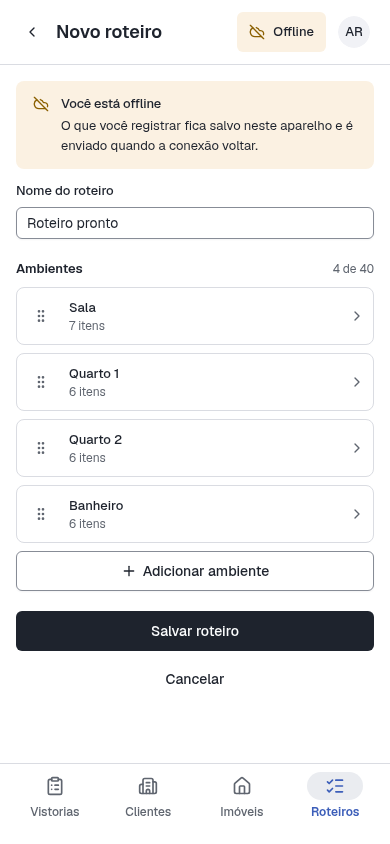 Novo roteiro
Offline
AR
Você está offline
O que você registrar fica salvo neste aparelho e é
enviado quando a conexão voltar.
Nome do roteiro
Roteiro pronto
Ambientes
4 de 40
Sala
7 itens
Quarto 1
6 itens
Quarto 2
6 itens
Banheiro
6 itens
Adicionar ambiente
Salvar roteiro
Cancelar
Vistorias
Clientes
Imóveis
Roteiros